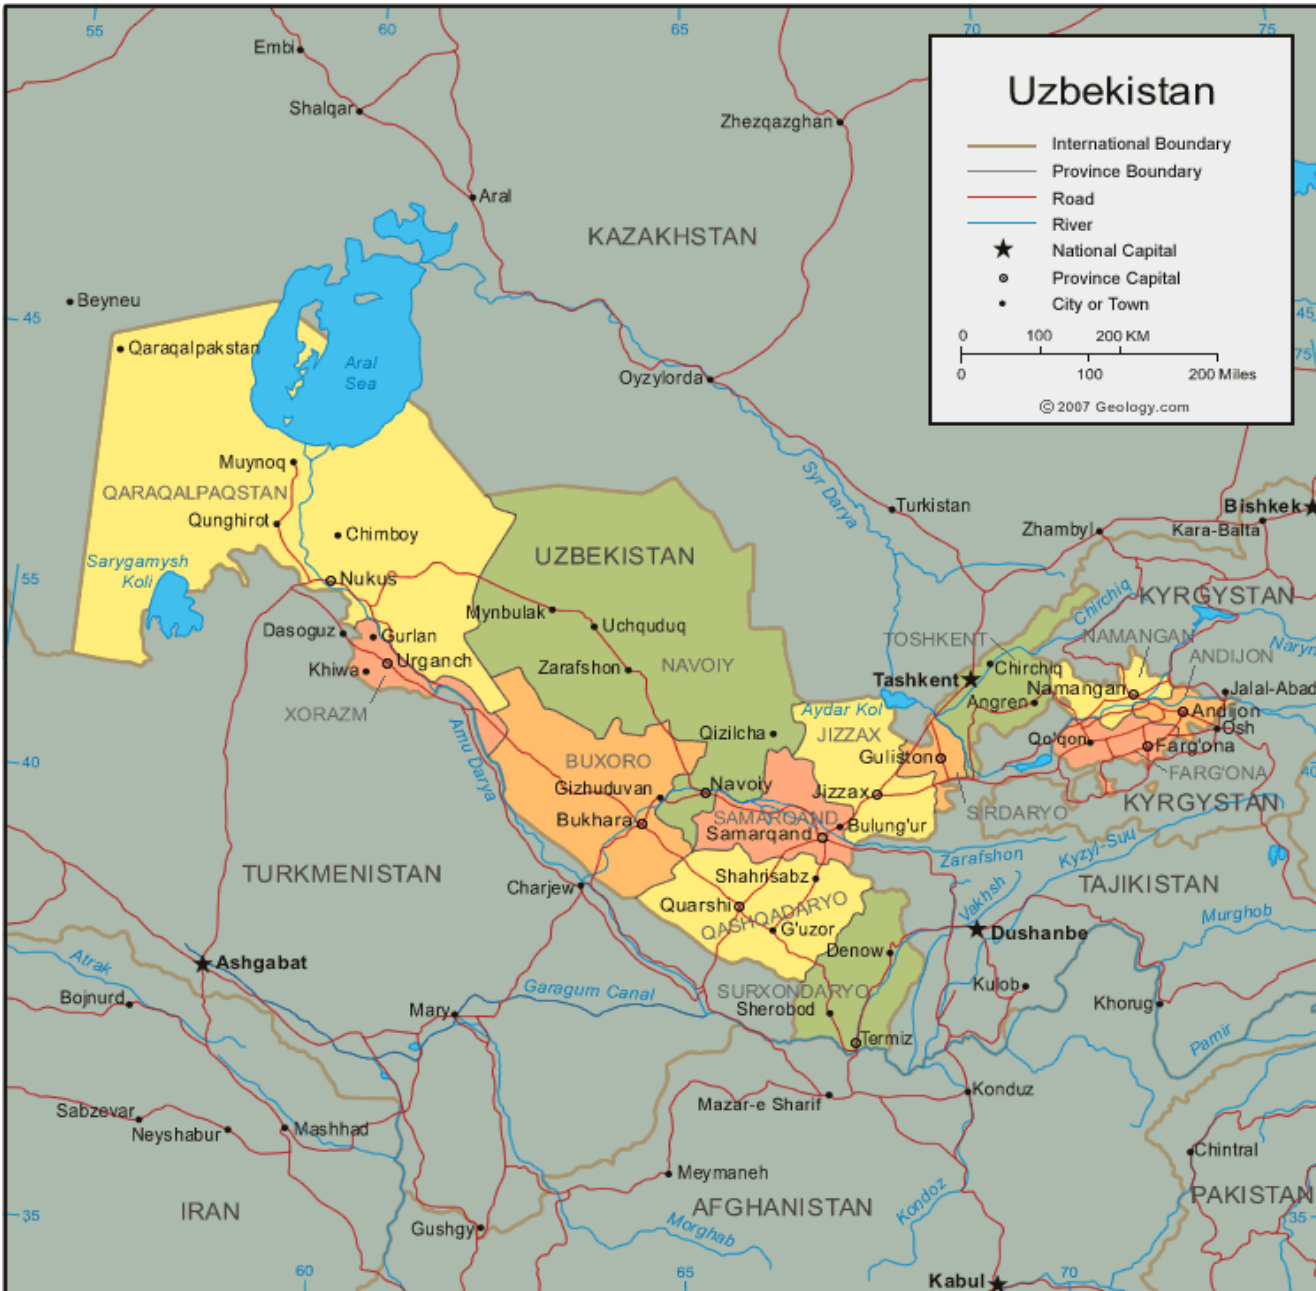 55
60
65
70
75
Embi
Shalqar
Zhezqazghan
Aral
KAZAKHSTAN
Uzbekistan
International Boundary
Province Boundary
Road
River
National Capital
Province Capital
City or Town
0 100 200 KM
0 100 200 Miles
© 2007 Geology.com
Beyneu
45
45
75
Qaraqalpakstan
Aral
Sea
Oyzylorda
Muynoq
QARAQALPAQSTAN
Qunghirot
Chimboy
Syr Darya
Turkistan
Bishkek
Zhambyl
Kara-Balta
UZBEKISTAN
Sarygamysh
Koli
55
Nukus
Chirchiq
KYRGYSTAN
Mynbulak
Uchquduq
Dasoguz
Gurlan
TOSHKENT
NAMANGAN
Naryn
Khiwa
Urganch
Zarafshon
NAVOIY
Chirchiq
ANDIJON
Tashkent
Namangan
Jalal-Abad
XORAZM
Aydar Kol
Angren
Andijon
Amu Darya
Qizilcha
JIZZAX
Qo'qon
Osh
Farg'ona
40
BUXORO
Guliston
FARG'ONA
40
Gizhuduvan
Navoiy
Jizzax
KYRGYSTAN
Bukhara
SAMARQAND
SIRDARYO
Samarqand
Bulung'ur
Zarafshon
Kyzyl-Suu
TURKMENISTAN
Charjew
Shahrisabz
Vakhsh
TAJIKISTAN
Quarshi
QASHQADARYO
Murghob
G'uzor
Dushanbe
Denow
Ashgabat
Atrak
Garagum Canal
SURXONDARYO
Kulob
Bojnurd
Mary
Sherobod
Khorug
Termiz
Pamir
Konduz
Sabzevar
Mazar-e Sharif
Neyshabur
Mashhad
Chintral
Meymaneh
35
IRAN
AFGHANISTAN
Kondoz
PAKISTAN
35
Gushgy
Morghab
60
65
Kabul
70